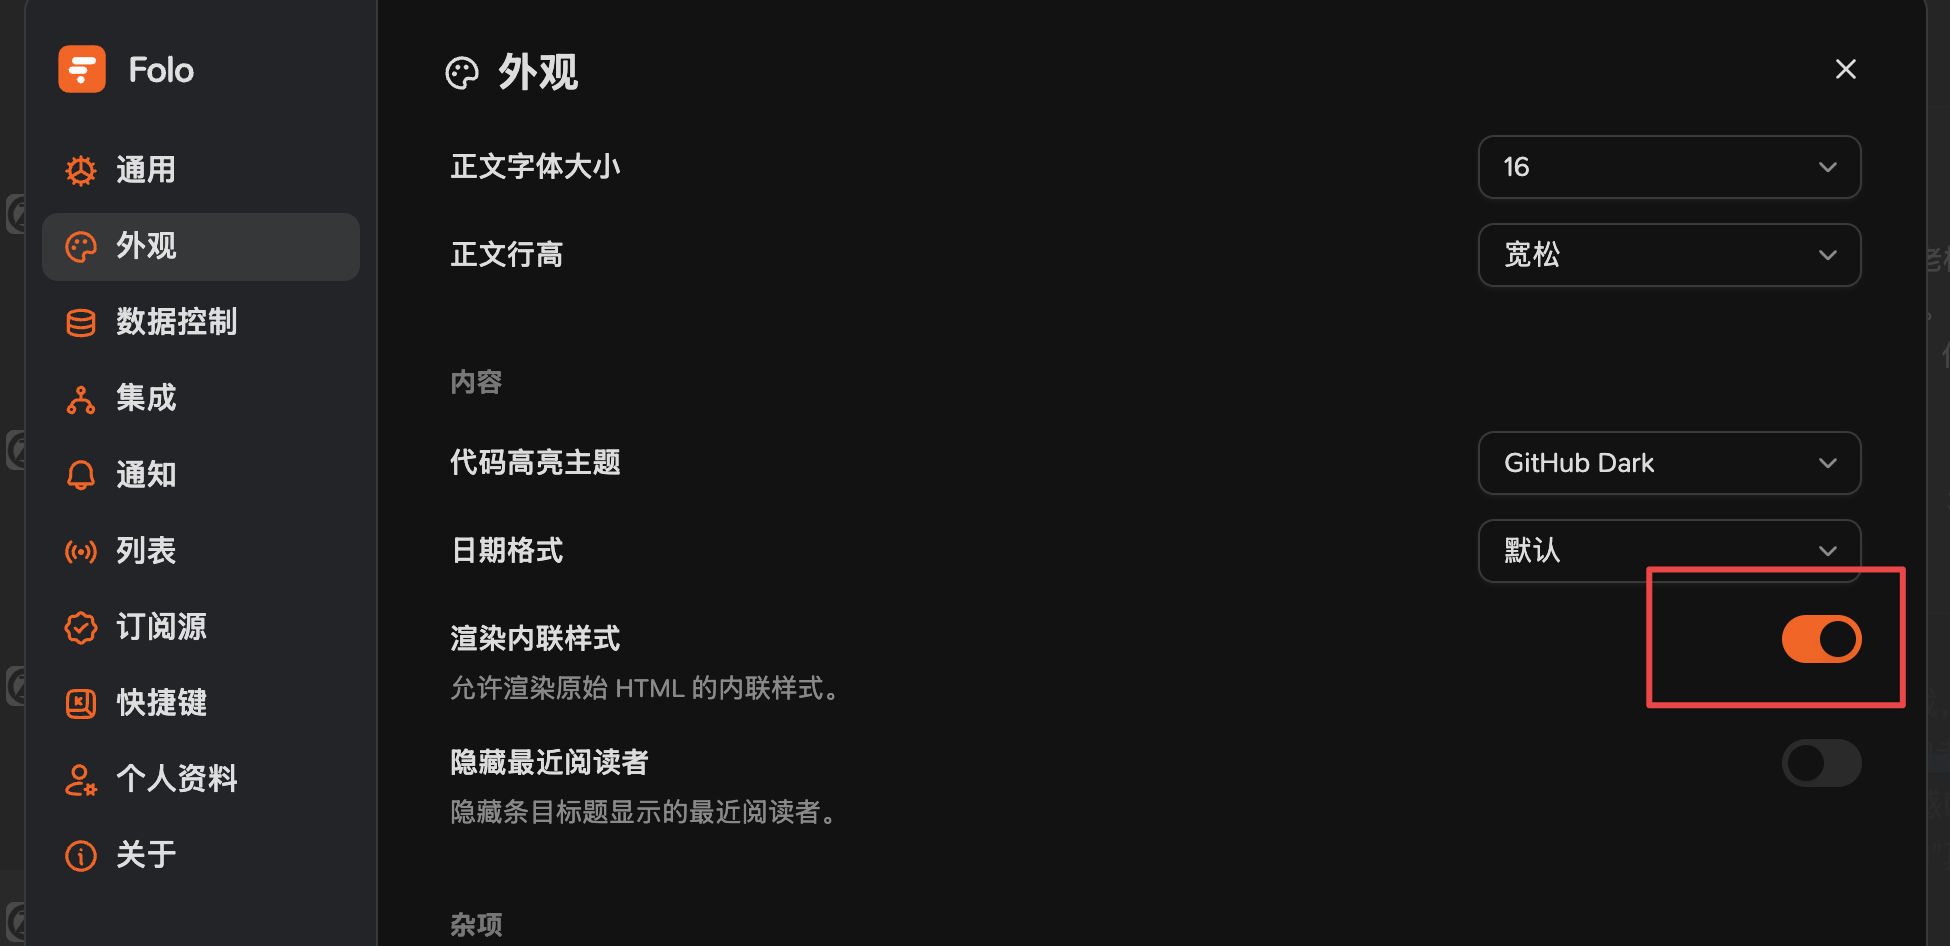 Folo
通用
外观
数据控制
集成
通知
列表
订阅源
快捷键
个人资料
关于
外观
正文字体大小
16
正文行高
宽松
内容
代码高亮主题
GitHub Dark
日期格式
默认
渲染内联样式
允许渲染原始 HTML 的内联样式。
隐藏最近阅读者
隐藏条目标题显示的最近阅读者。
杂项